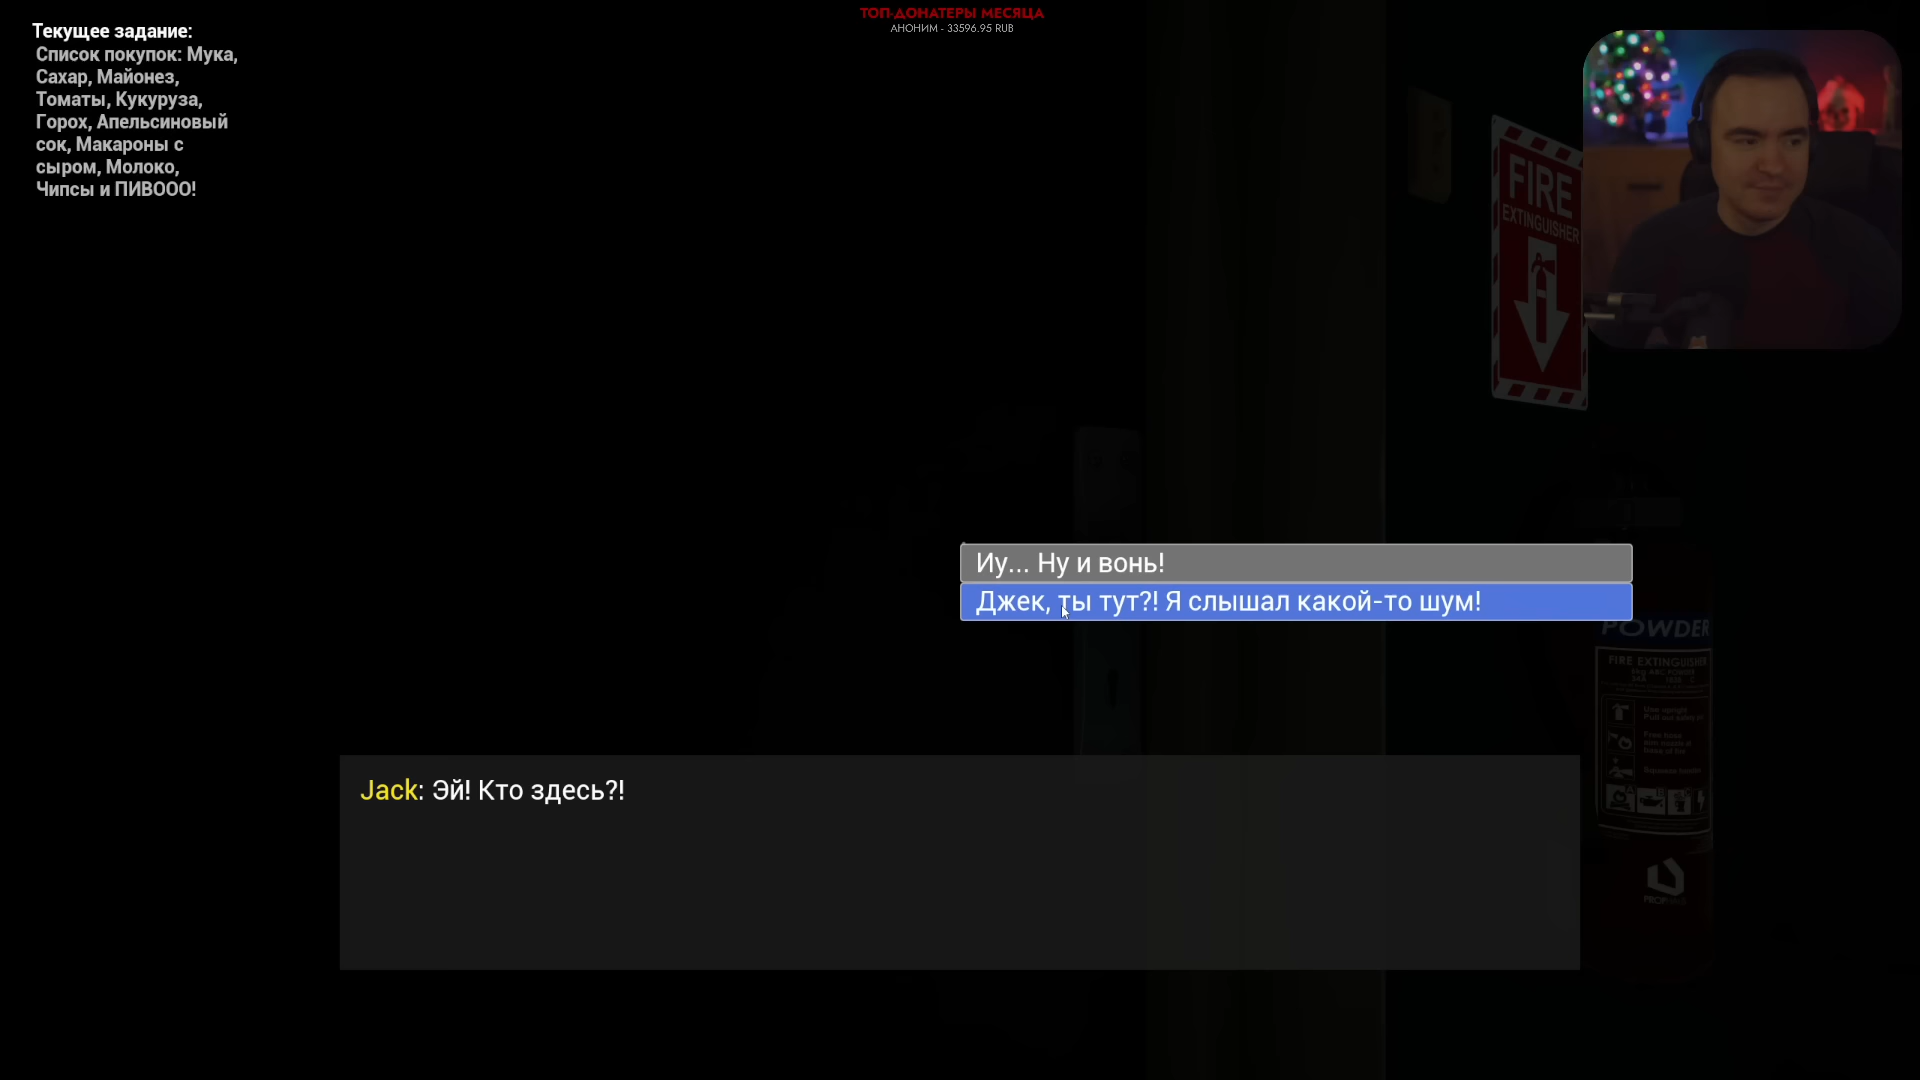 ТОП-ДОНАТЕРЫ МЕСЯЦА
АНОНИМ - 33596.95 RUB
Текущее задание:
Список покупок: Мука,
Сахар, Майонез,
Томаты, Кукуруза,
Горох, Апельсиновый
сок, Макароны с
сыром, Молоко,
Чипсы и ПИВООО!
FIRE
EXTINGUISHER
Иу... Ну и вонь!
Джек, ты тут?! Я слышал какой-то шум!
POWDER
FIRE EXTINGUISHER
Jack: Эй! Кто здесь?!